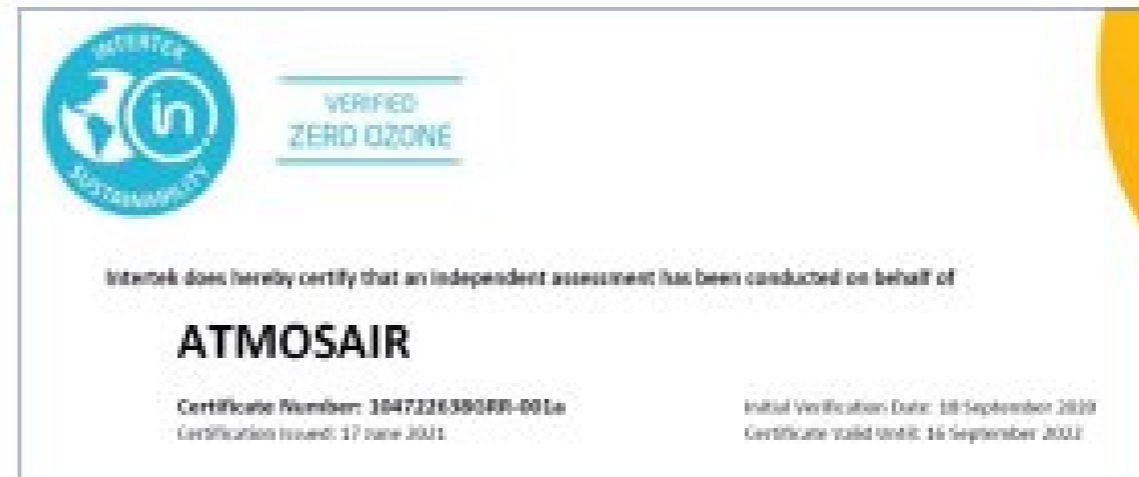 INTERTEK
in
SUSTAINABILITY
VERIFIED
ZERO OZONE
Intertek does hereby certify that an independent assessment has been conducted on behalf of
ATMOSAIR
Certificate Number:
Certification Issued: 17 June 2021
Initial Verification Date: 18 September 2020
Certificate Valid Until: 16 September 2022